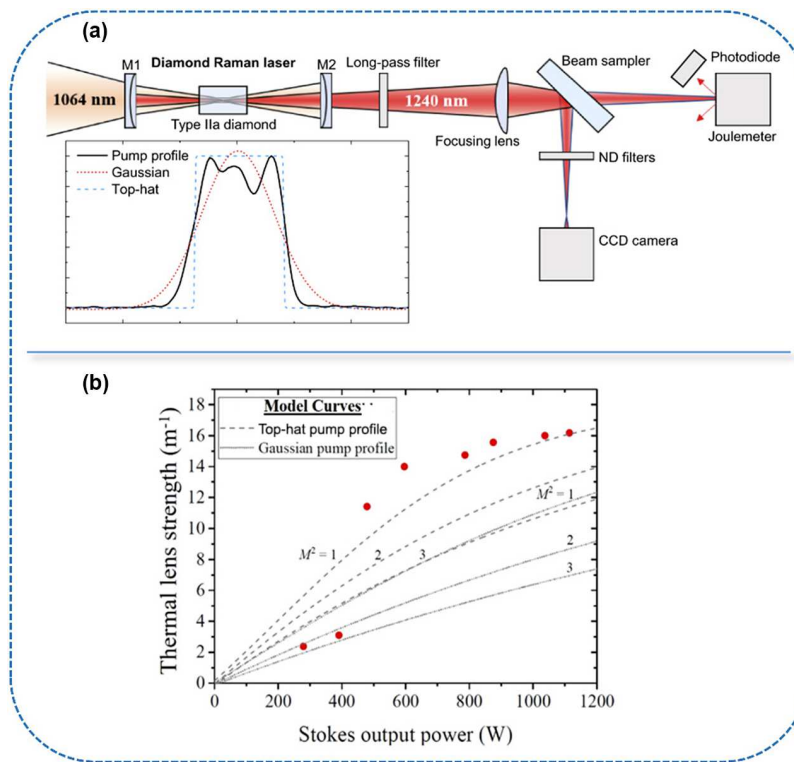 (a)
M1
Diamond Raman laser
M2
Long-pass filter
Beam sampler
Photodiode
1064 nm
1240 nm
Type IIa diamond
Focusing lens
Joulemeter
Pump profile
Gaussian
Top-hat
ND filters
CCD camera
(b)
Thermal lens strength (m⁻¹)
18
16
14
12
10
8
6
4
2
0
Model Curves
Top-hat pump profile
Gaussian pump profile
M² = 1
2
3
M² = 1
2
3
0
200
400
600
800
1000
1200
Stokes output power (W)